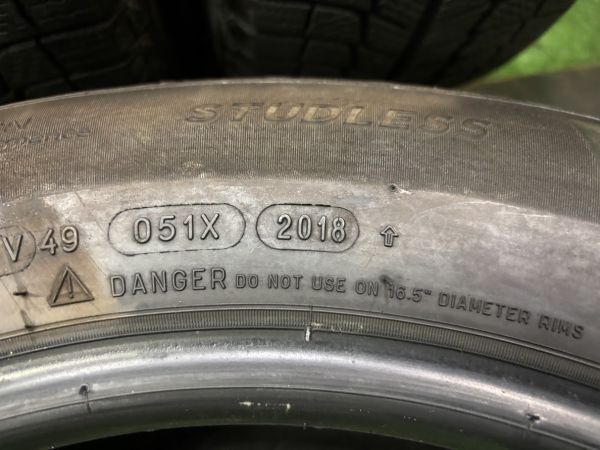 STUDLESS
V 49 051X 2018 ↑
DANGER DO NOT USE ON 16.5" DIAMETER RIMS